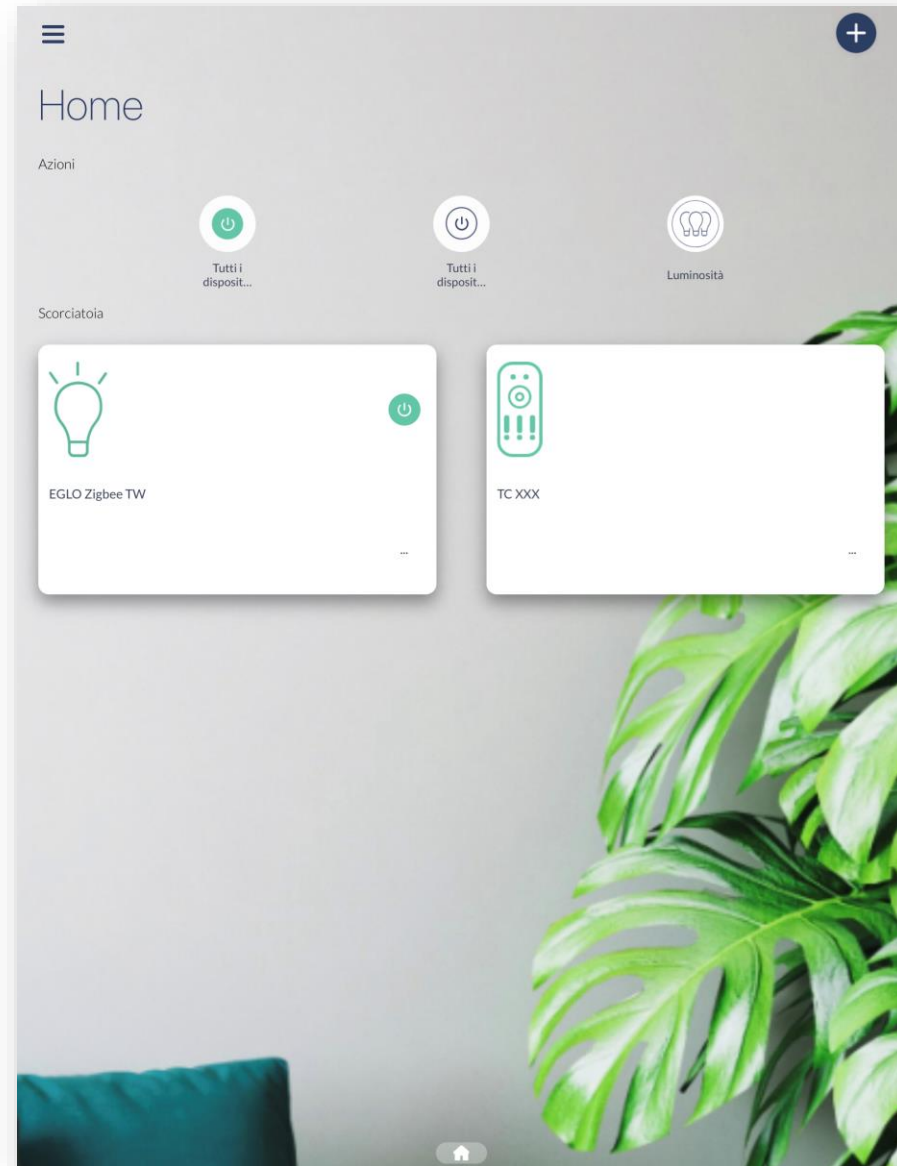 Home
Azioni
Tutti i
disposit...
Tutti i
disposit...
Luminosità
Scorciatoia
EGLO Zigbee TW
TC XXX
...
...